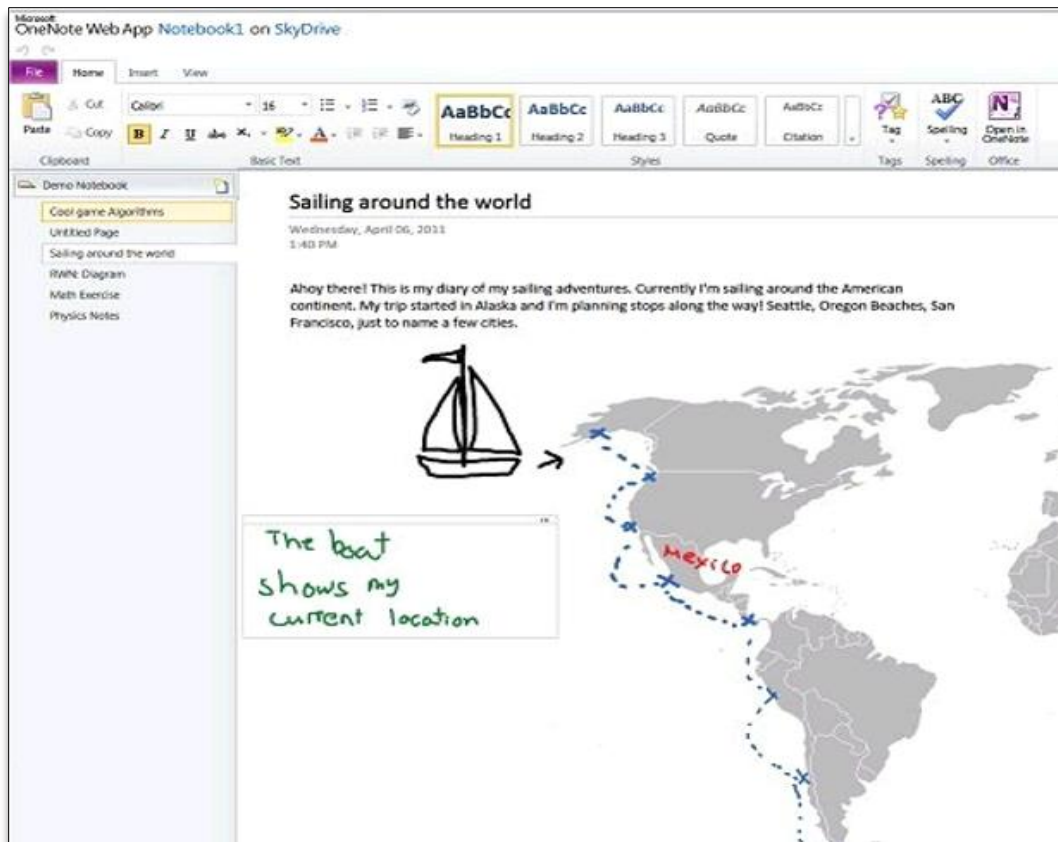 Microsoft
OneNote Web App Notebook1 on SkyDrive
File Home Insert View
Paste
Cut
Copy
Clipboard
Calibri 16
B I U abc
Basic Text
AaBbCc AaBbCc AaBbCc AaBbCc AaBbCc
Heading 1 Heading 2 Heading 3 Quote Citation
Styles
Tag
Tags
ABC
Spelling
Spelling
Open in
OneNote
Office
Demo Notebook
Cool game Algorithms
Untitled Page
Sailing around the world
Diagram
Math Exercise
Physics Notes
Sailing around the world
Wednesday, April 06, 2011
1:40 PM
Ahoy there! This is my diary of my sailing adventures. Currently I'm sailing around the American
continent. My trip started in Alaska and I'm planning stops along the way! Seattle, Oregon Beaches, San
Francisco, just to name a few cities.
The boat
shows my
current location
Mexico